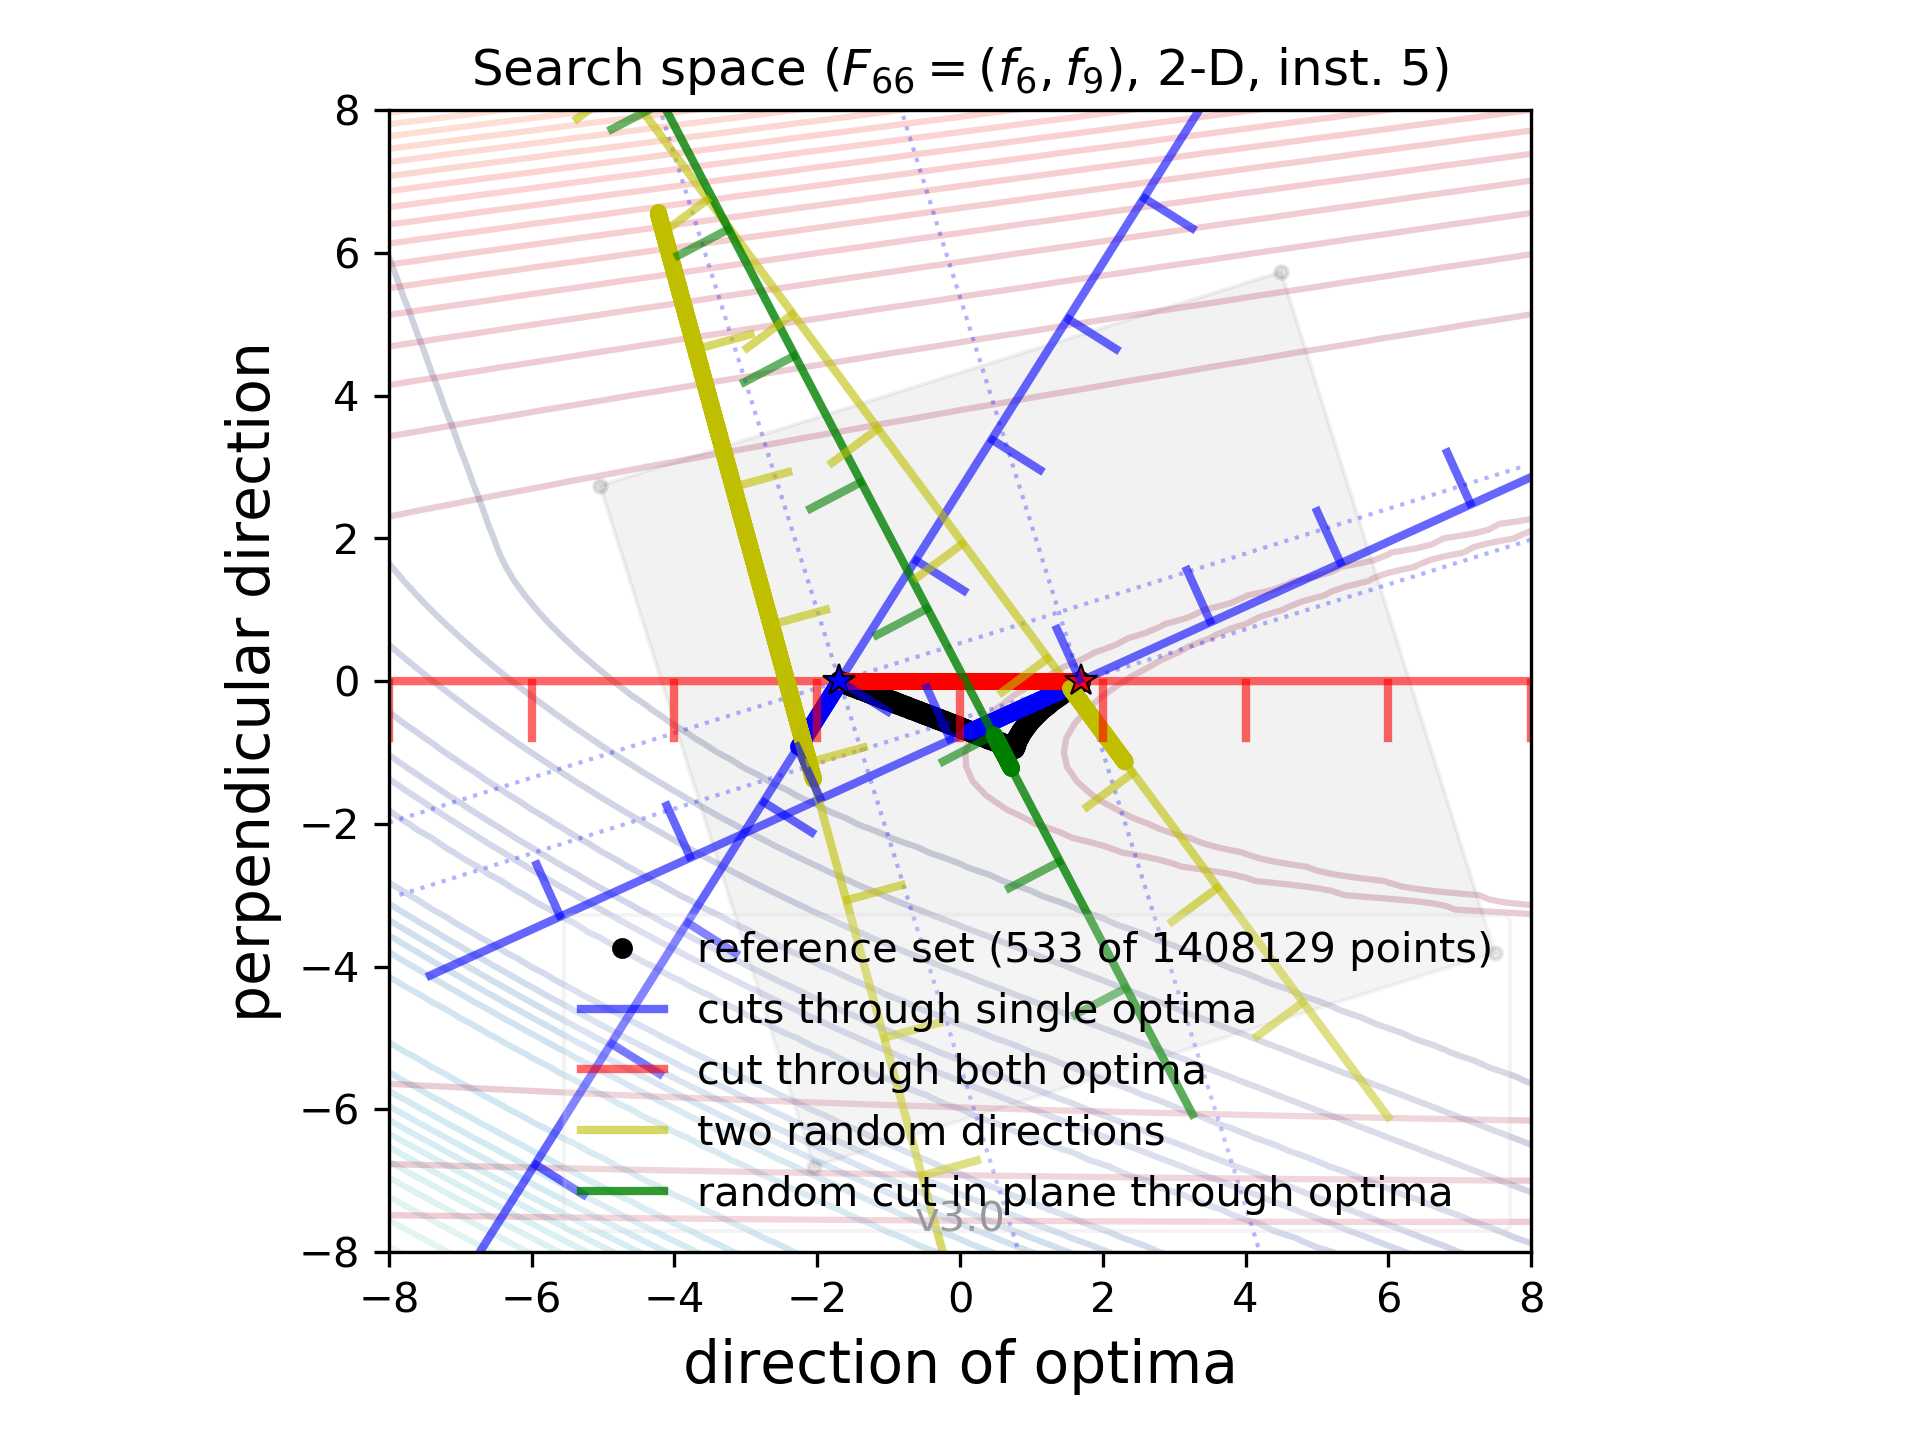 Search space (F66 = (f6, f9), 2-D, inst. 5)
8
6
4
2
0
−2
−4
−6
−8
perpendicular direction
reference set (533 of 1408129 points)
cuts through single optima
cut through both optima
two random directions
random cut in plane through optima
v3.0
−8 −6 −4 −2 0 2 4 6 8
direction of optima